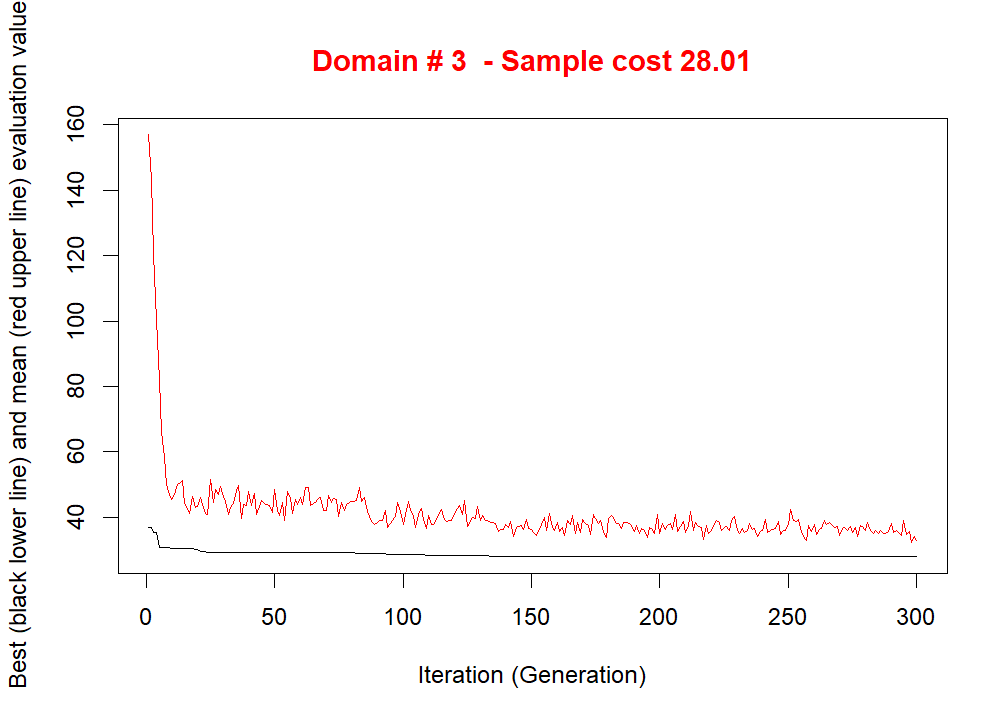 Domain # 3  - Sample cost 28.01
Best (black lower line) and mean (red upper line) evaluation value
160
140
120
100
80
60
40
0 50 100 150 200 250 300
Iteration (Generation)